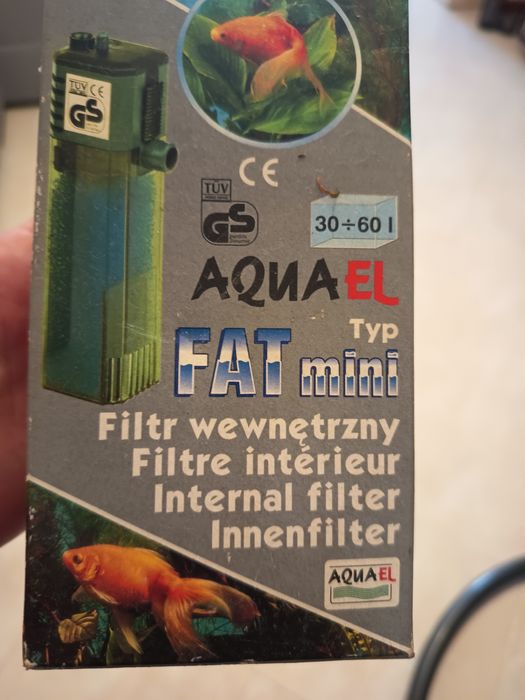 TÜV CE
GS
CE
TÜV
GS
30÷60 l
AQUAEL
Typ
FAT mini
Filtr wewnętrzny
Filtre intérieur
Internal filter
Innenfilter
AQUAEL